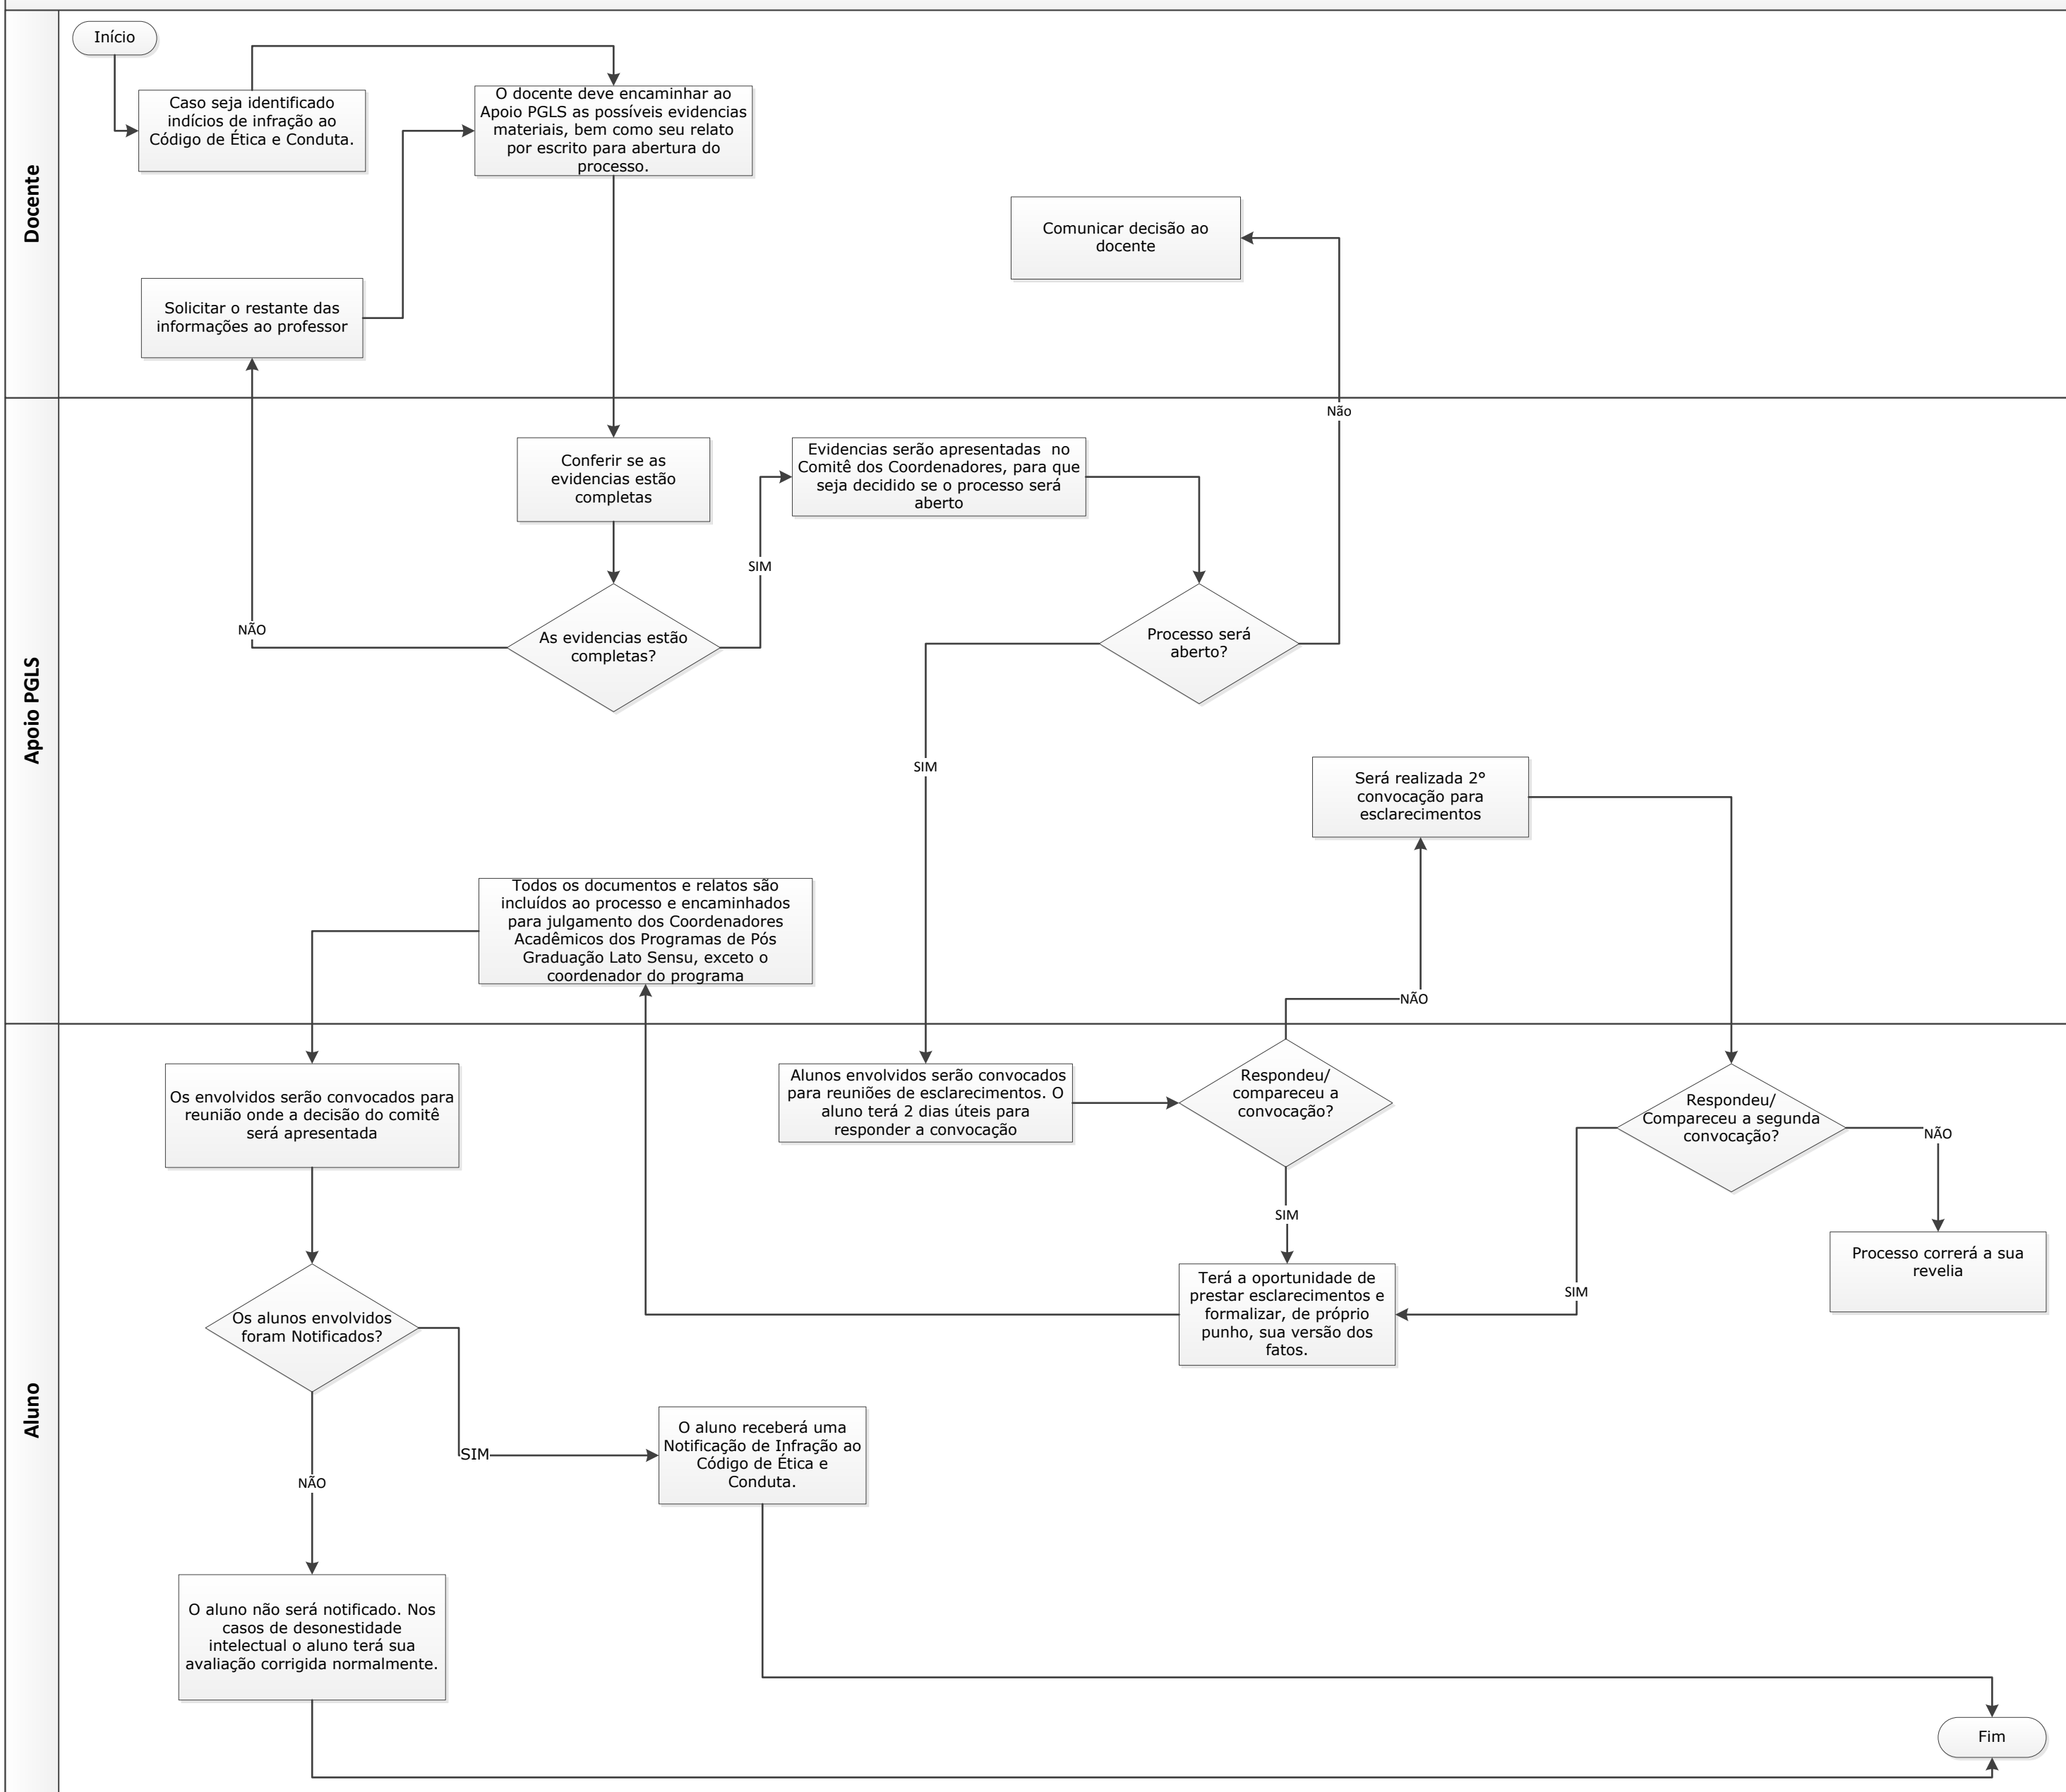 Docente
Início
Caso seja identificado
indícios de infração ao
Código de Ética e Conduta.
O docente deve encaminhar ao
Apoio PGLS as possíveis evidencias
materiais, bem como seu relato
por escrito para abertura do
processo.
Comunicar decisão ao
docente
Solicitar o restante das
informações ao professor
Apoio PGLS
Não
Conferir se as
evidencias estão
completas
Evidencias serão apresentadas no
Comitê dos Coordenadores, para que
seja decidido se o processo será
aberto
SIM
NÃO
As evidencias estão
completas?
Processo será
aberto?
SIM
Será realizada 2°
convocação para
esclarecimentos
Todos os documentos e relatos são
incluídos ao processo e encaminhados
para julgamento dos Coordenadores
Acadêmicos dos Programas de Pós
Graduação Lato Sensu, exceto o
coordenador do programa
NÃO
Aluno
Os envolvidos serão convocados para
reunião onde a decisão do comitê
será apresentada
Alunos envolvidos serão convocados
para reuniões de esclarecimentos. O
aluno terá 2 dias úteis para
responder a convocação
Respondeu/
compareceu a
convocação?
Respondeu/
Compareceu a segunda
convocação?
NÃO
SIM
Processo correrá a sua
revelia
Terá a oportunidade de
prestar esclarecimentos e
formalizar, de próprio
punho, sua versão dos
fatos.
SIM
Os alunos envolvidos
foram Notificados?
SIM
O aluno receberá uma
Notificação de Infração ao
Código de Ética e
Conduta.
NÃO
O aluno não será notificado. Nos
casos de desonestidade
intelectual o aluno terá sua
avaliação corrigida normalmente.
Fim